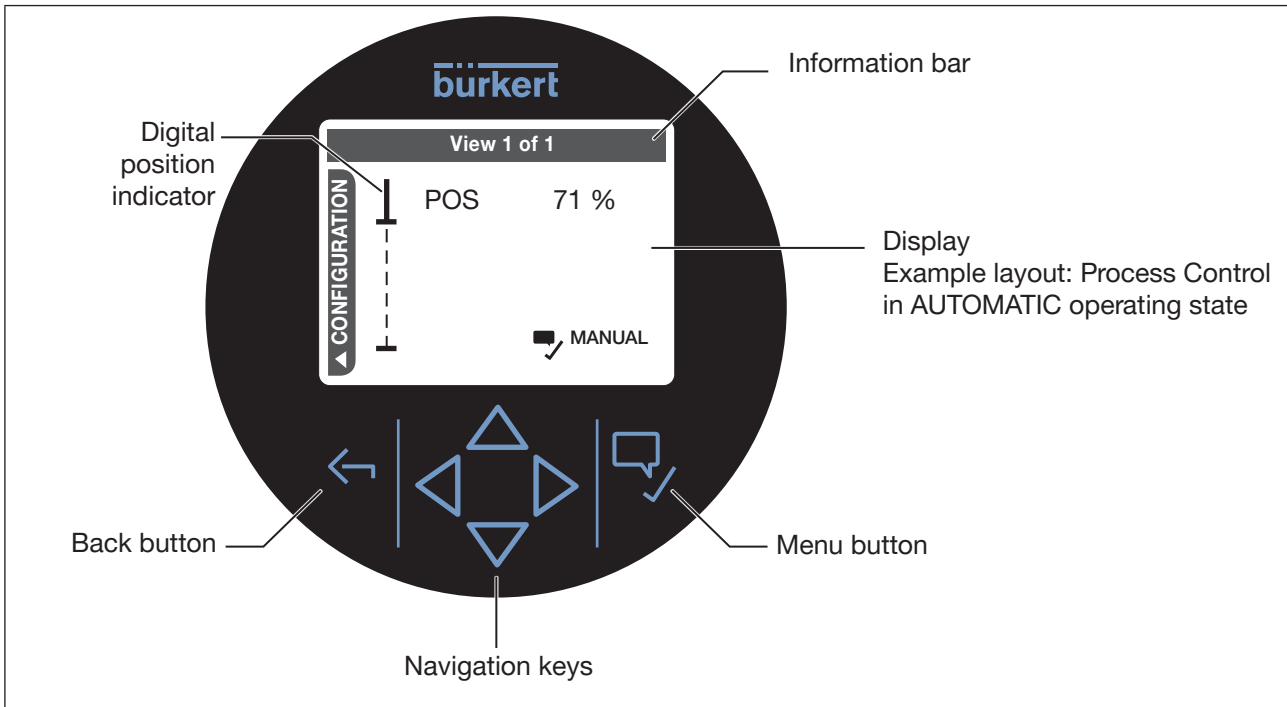 Information bar
bürkert
Digital
position
indicator
View 1 of 1
CONFIGURATION
POS 71 %
Display
Example layout: Process Control
in AUTOMATIC operating state
MANUAL
Back button
Menu button
Navigation keys